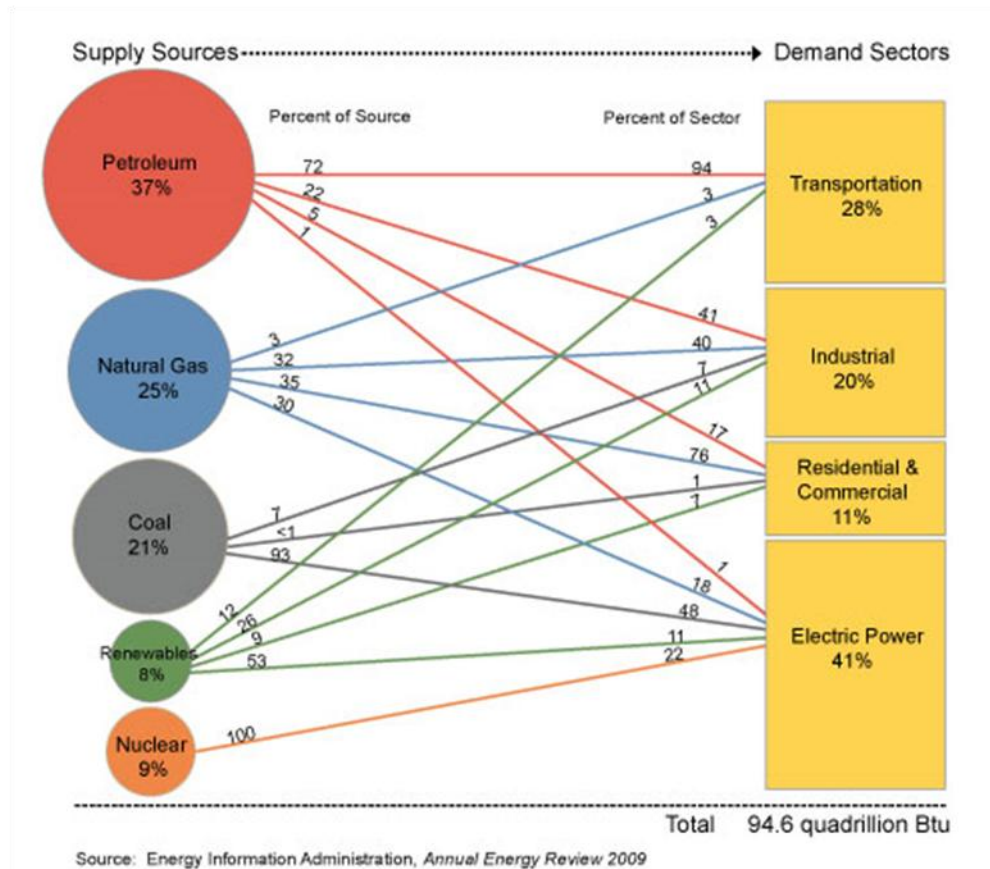 Supply Sources
Demand Sectors
Percent of Source
Percent of Sector
Petroleum
37%
72
22
5
1
94
3
3
Transportation
28%
Natural Gas
25%
3
32
35
30
41
40
7
11
Industrial
20%
Coal
21%
7
<1
93
17
76
1
7
Residential &
Commercial
11%
Renewables
8%
12
26
9
53
1
18
48
11
22
Electric Power
41%
Nuclear
9%
100
Total 94.6 quadrillion Btu
Source: Energy Information Administration, Annual Energy Review 2009